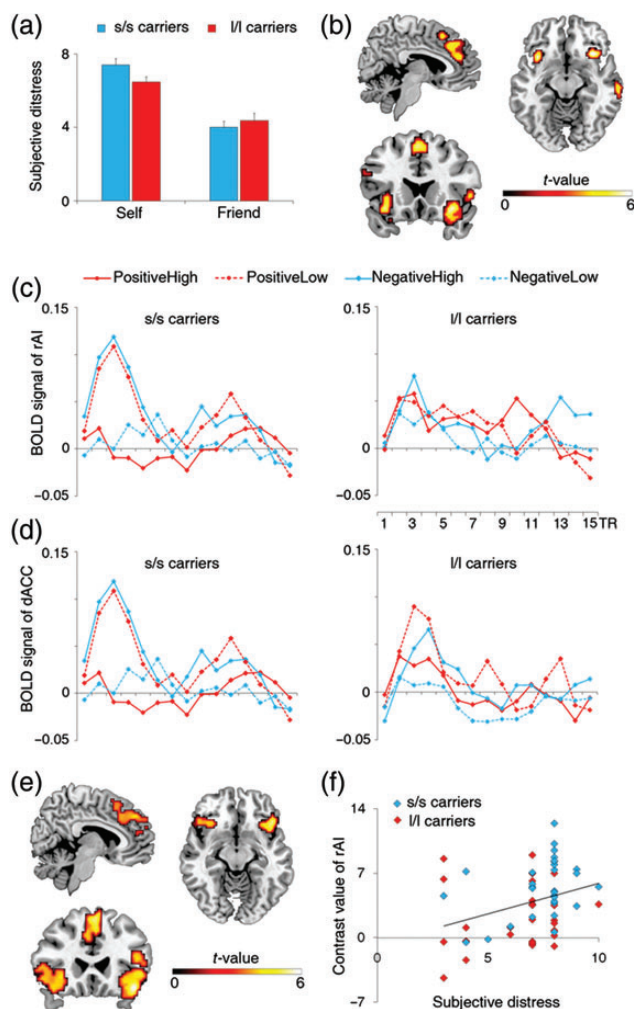 (a)
s/s carriers
l/l carriers
Subjective ditstress
8
4
0
Self
Friend
(b)
t-value
0
6
(c)
PositiveHigh
PositiveLow
NegativeHigh
NegativeLow
s/s carriers
BOLD signal of rAI
0.15
0
−0.05
l/l carriers
0.15
0
−0.05
1 3 5 7 9 11 13 15 TR
(d)
s/s carriers
BOLD signal of dACC
0.15
0
−0.05
l/l carriers
0.15
0
−0.05
(e)
t-value
0
6
(f)
s/s carriers
l/l carriers
Contrast value of rAI
14
7
0
−7
0
5
10
Subjective distress